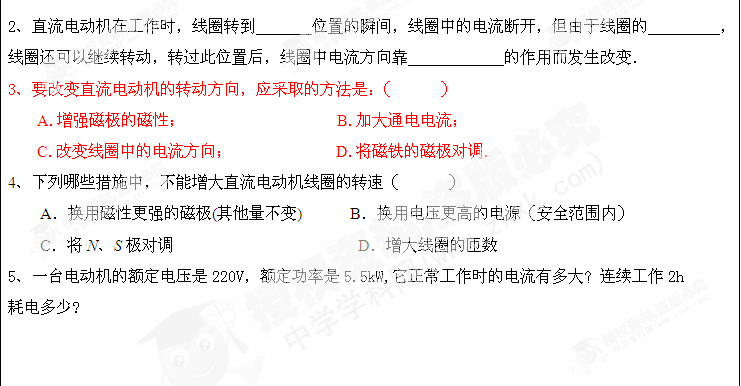 2、直流电动机在工作时，线圈转到______位置的瞬间，线圈中的电流断开，但由于线圈的________，
线圈还可以继续转动，转过此位置后，线圈中电流方向靠__________的作用而发生改变.
3、要改变直流电动机的转动方向，应采取的方法是：（　　）
A.增强磁极的磁性； B.加大通电电流；
C.改变线圈中的电流方向； D.将磁铁的磁极对调.
4、下列哪些措施中，不能增大直流电动机线圈的转速（　　）
A．换用磁性更强的磁极(其他量不变) B．换用电压更高的电源（安全范围内）
C．将N、S极对调 D．增大线圈的匝数
5、一台电动机的额定电压是220V，额定功率是5.5kW,它正常工作时的电流有多大？连续工作2h
耗电多少？